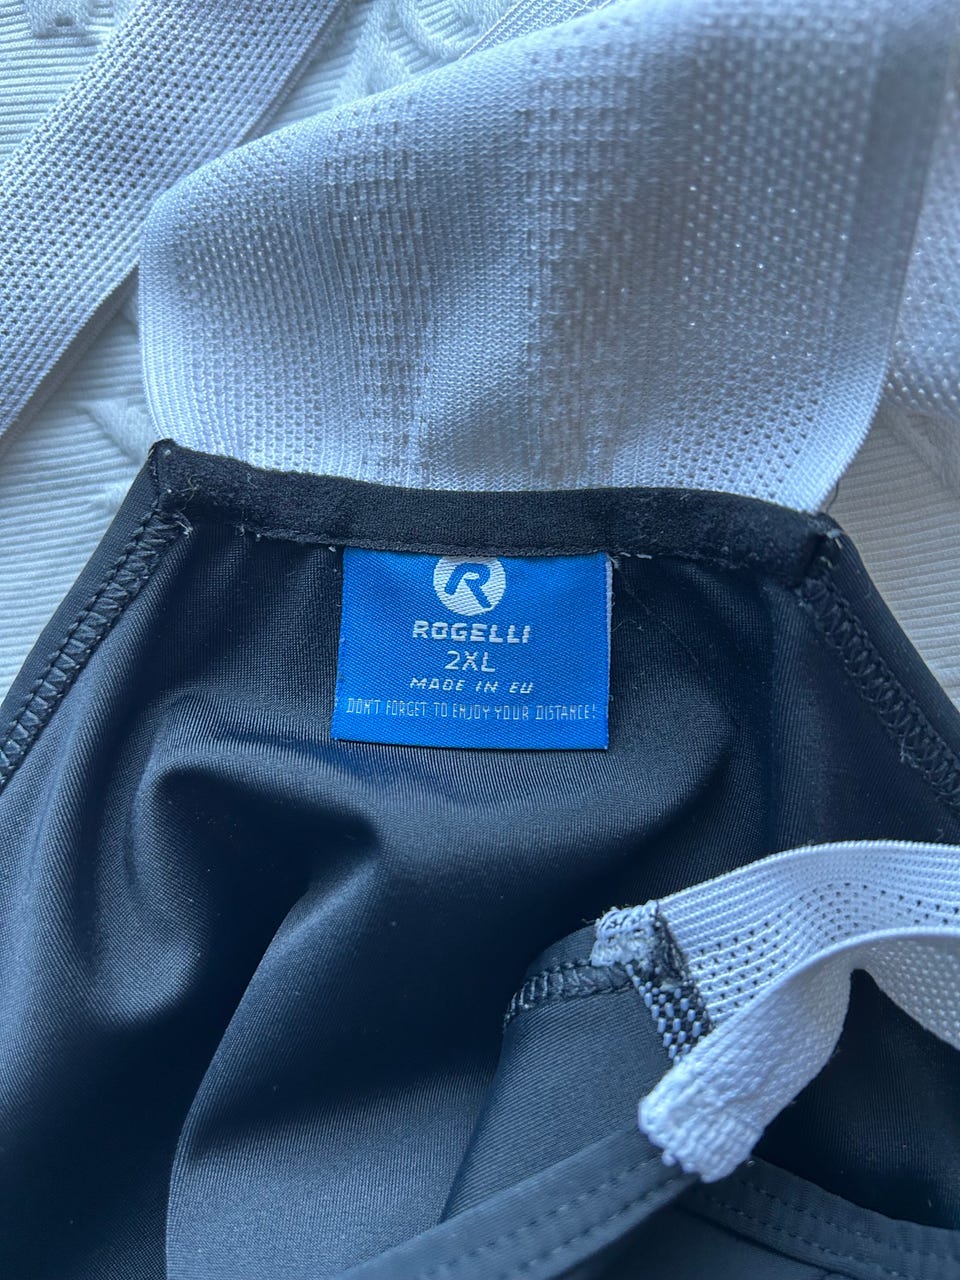 R
ROGELLI
2XL
MADE IN EU
DON'T FORGET TO ENJOY YOUR DISTANCE!